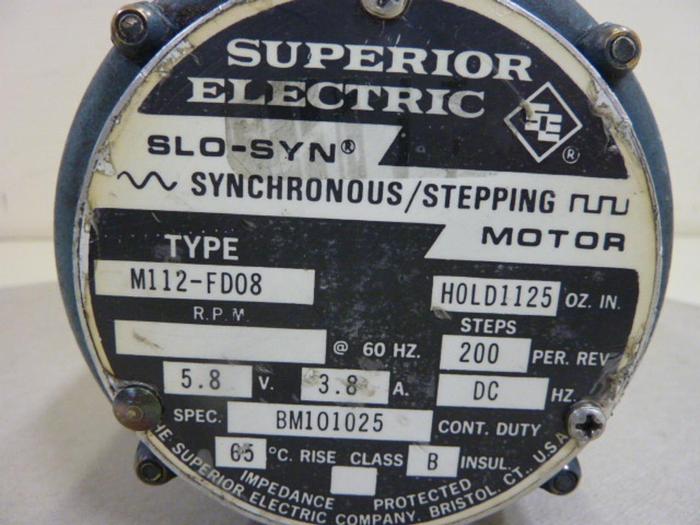 SUPERIOR
ELECTRIC
SLO-SYN®
SE ®
SYNCHRONOUS/STEPPING
MOTOR
TYPE
M112-FD08
HOLD1125 OZ. IN.
R.P.M.
STEPS
@ 60 HZ. 200 PER. REV
5.8 V. 3.8 A. DC HZ.
SPEC. BM101025 CONT. DUTY
65 °C. RISE CLASS B INSUL.
IMPEDANCE PROTECTED
THE SUPERIOR ELECTRIC COMPANY, BRISTOL, CT., U.S.A.